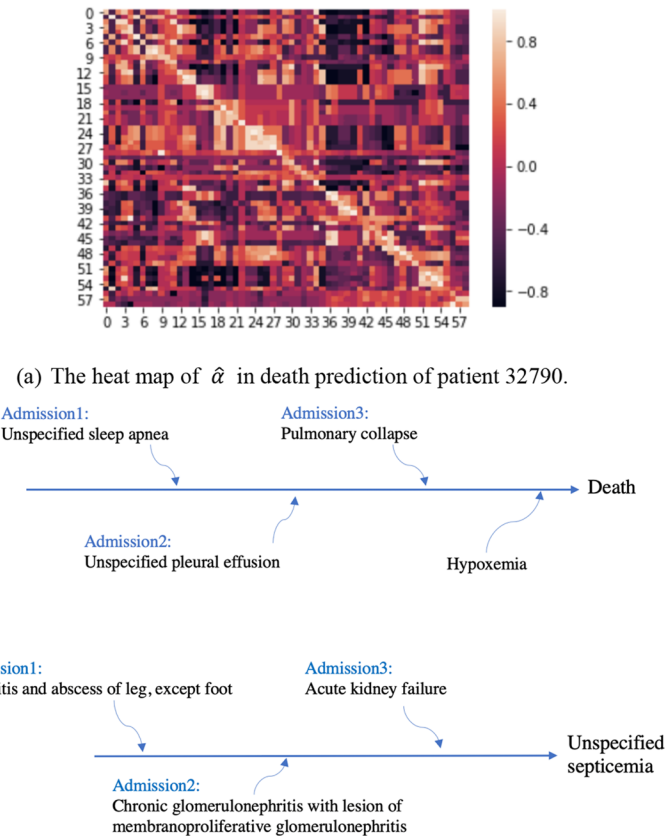 0
3
6
9
12
15
18
21
24
27
30
33
36
39
42
45
48
51
54
57
0 3 6 9 12 15 18 21 24 27 30 33 36 39 42 45 48 51 54 57
0.8
0.4
0.0
−0.4
−0.8
(a) The heat map of α̂ in death prediction of patient 32790.
Admission1:
Unspecified sleep apnea
Admission3:
Pulmonary collapse
Death
Admission2:
Unspecified pleural effusion
Hypoxemia
sion1:
itis and abscess of leg, except foot
Admission3:
Acute kidney failure
Unspecified
septicemia
Admission2:
Chronic glomerulonephritis with lesion of
membranoproliferative glomerulonephritis